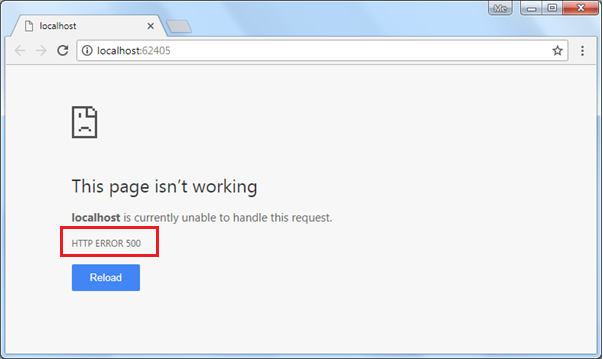 Me
localhost
localhost:62405
This page isn’t working
localhost is currently unable to handle this request.
HTTP ERROR 500
Reload